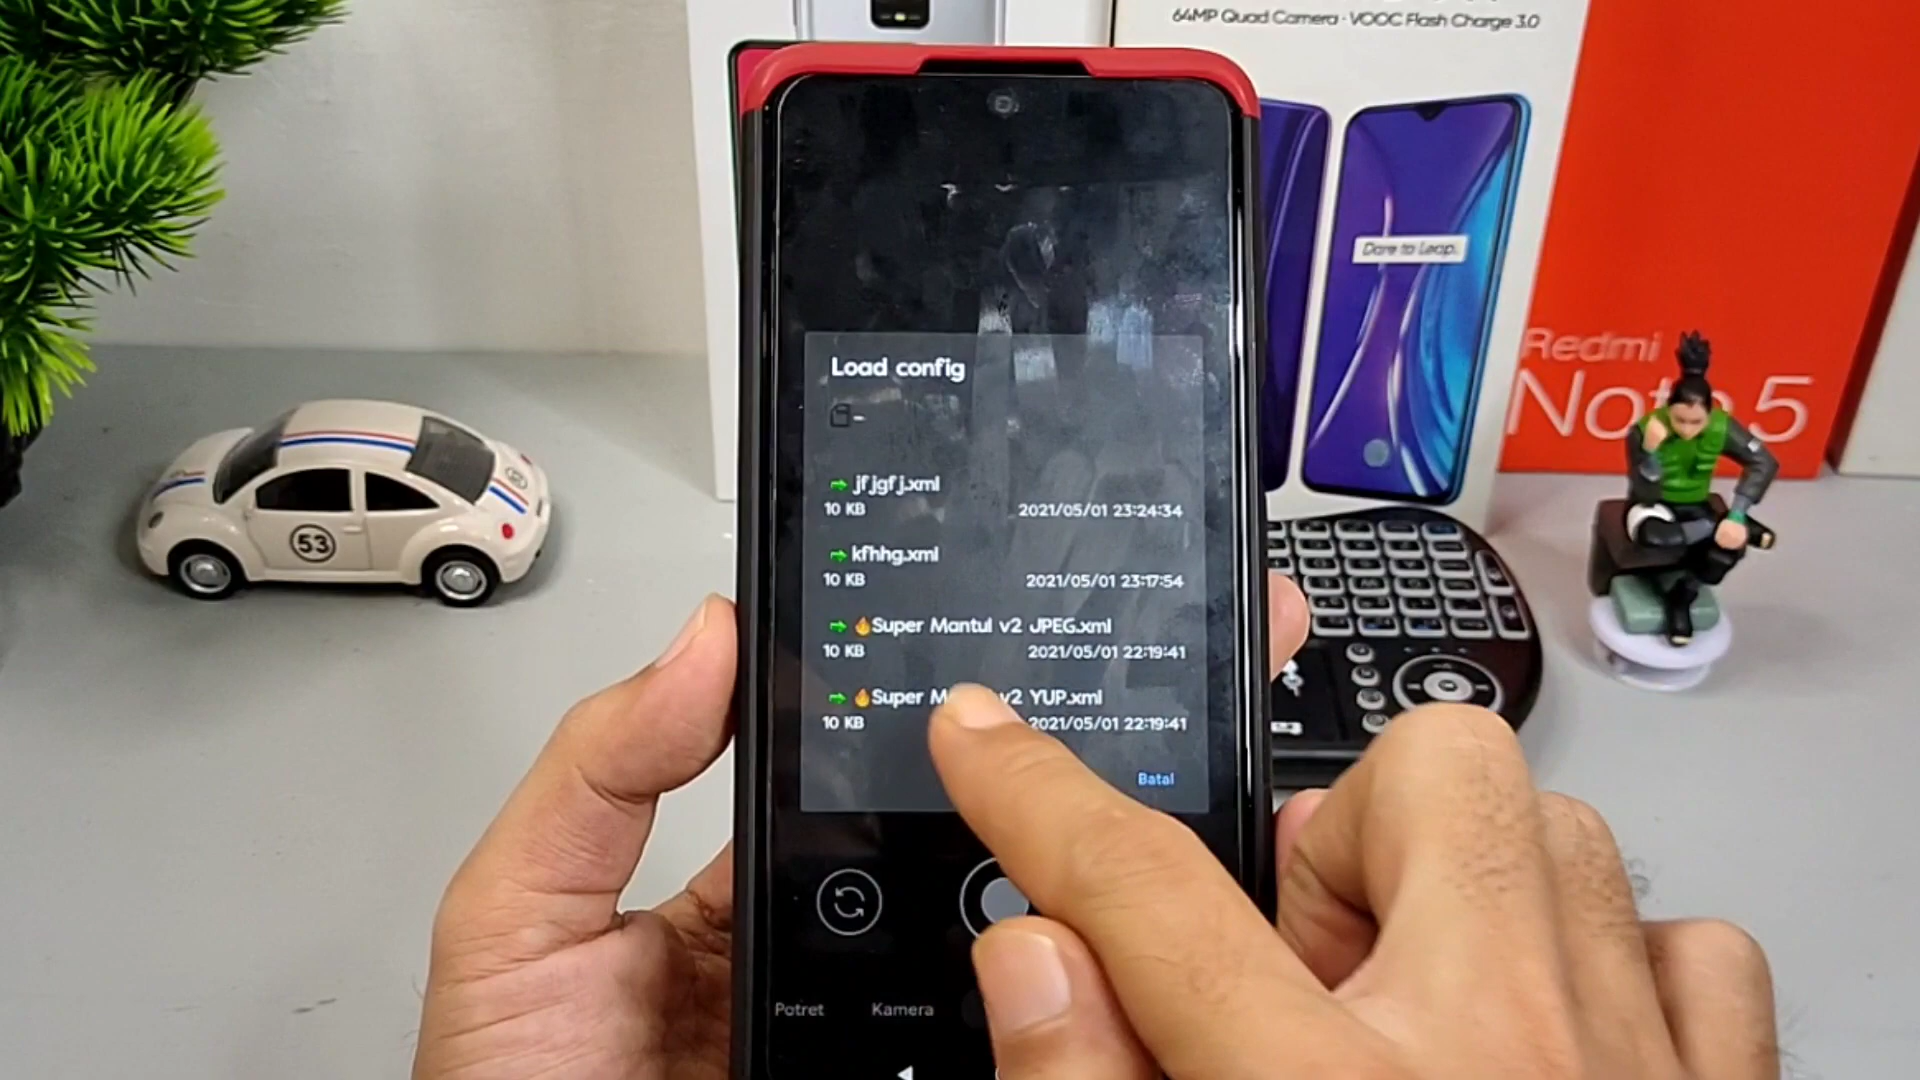 64MP Quad Camera · VOOC Flash Charge 3.0
Dare to Leap.
Redmi
Note 5
53
Load config
jfjgfj.xml
10 KB 2021/05/01 23:24:34
kfhhg.xml
10 KB 2021/05/01 23:17:54
🔥Super Mantul v2 JPEG.xml
10 KB 2021/05/01 22:19:41
🔥Super v2 YUP.xml
10 KB 2021/05/01 22:19:41
Batal
Potret Kamera